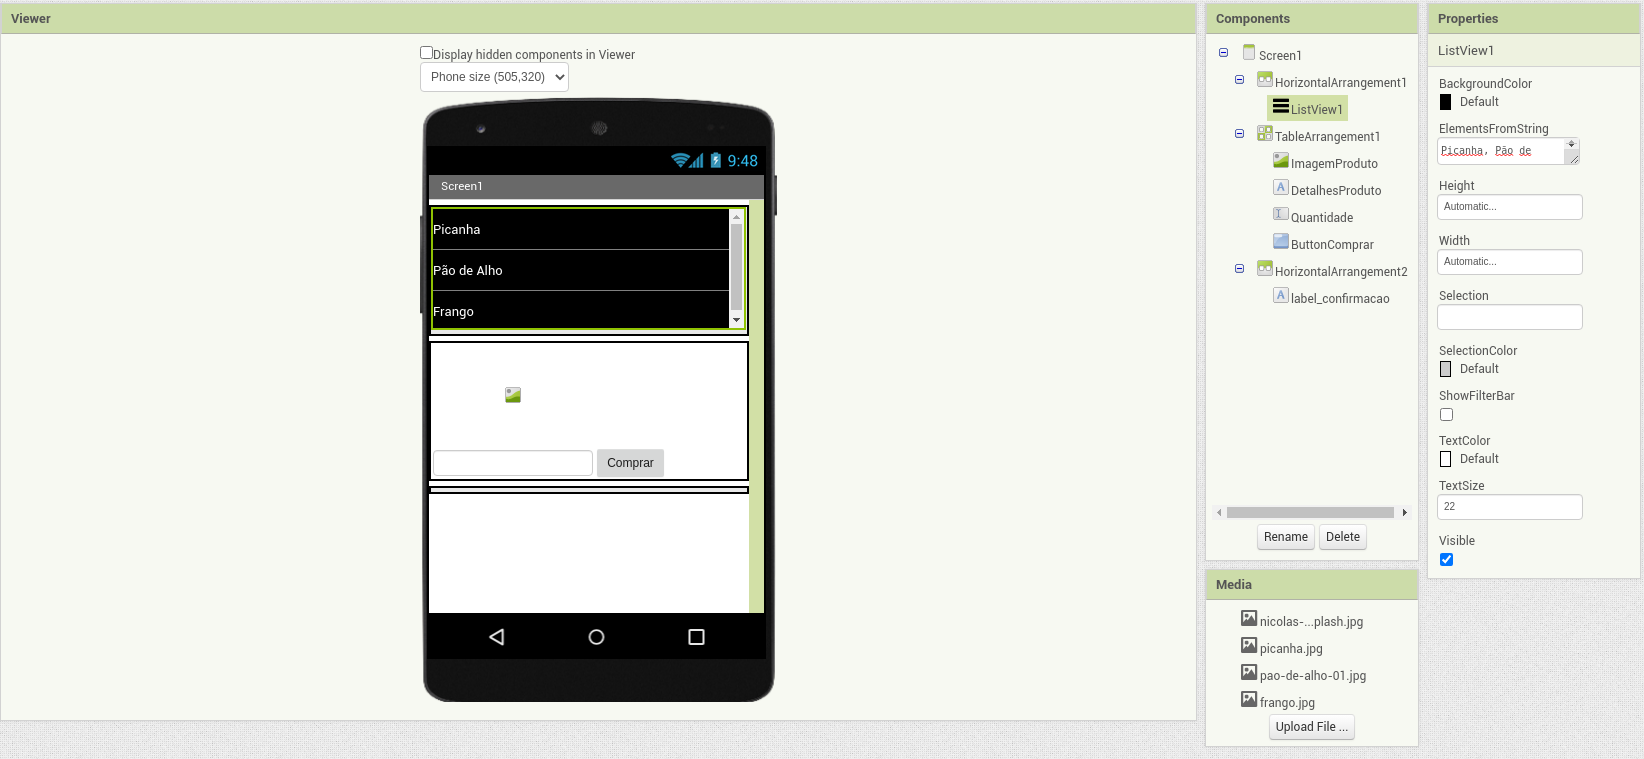 Viewer
Display hidden components in Viewer
Phone size (505,320)
9:48
Screen1
Picanha
Pão de Alho
Frango
Comprar
Components
Screen1
HorizontalArrangement1
ListView1
TableArrangement1
ImagemProduto
DetalhesProduto
Quantidade
ButtonComprar
HorizontalArrangement2
label_confirmacao
Rename
Delete
Media
nicolas-...plash.jpg
picanha.jpg
pao-de-alho-01.jpg
frango.jpg
Upload File ...
Properties
ListView1
BackgroundColor
Default
ElementsFromString
Picanha, Pão de
Height
Automatic...
Width
Automatic...
Selection
SelectionColor
Default
ShowFilterBar
TextColor
Default
TextSize
22
Visible